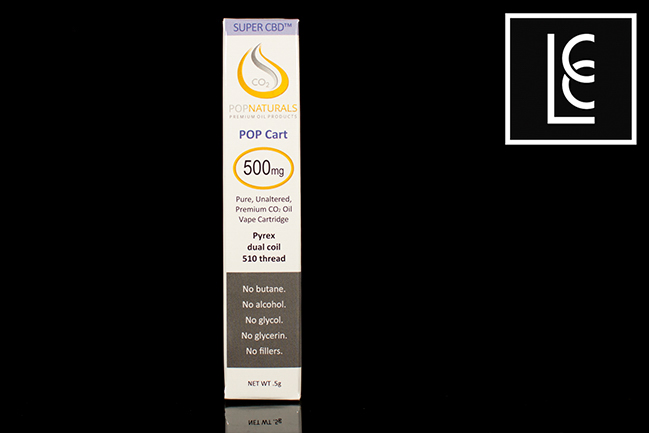 SUPER CBD™
CO₂
POPNATURALS
PREMIUM OIL PRODUCTS
POP Cart
500mg
Pure, Unaltered,
Premium CO₂ Oil
Vape Cartridge
Pyrex
dual coil
510 thread
No butane.
No alcohol.
No glycol.
No glycerin.
No fillers.
NET WT .5g
LCC